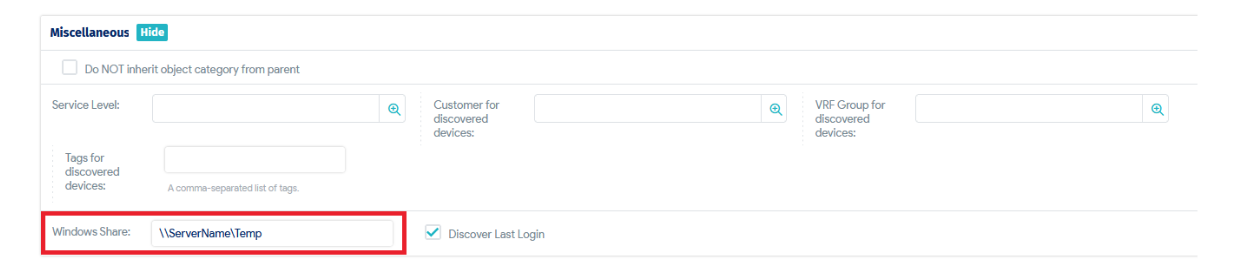 Miscellaneous Hide
Do NOT inherit object category from parent
Service Level:
Customer for
discovered
devices:
VRF Group for
discovered
devices:
Tags for
discovered
devices:
A comma-separated list of tags.
Windows Share: \\ServerName\Temp
Discover Last Login